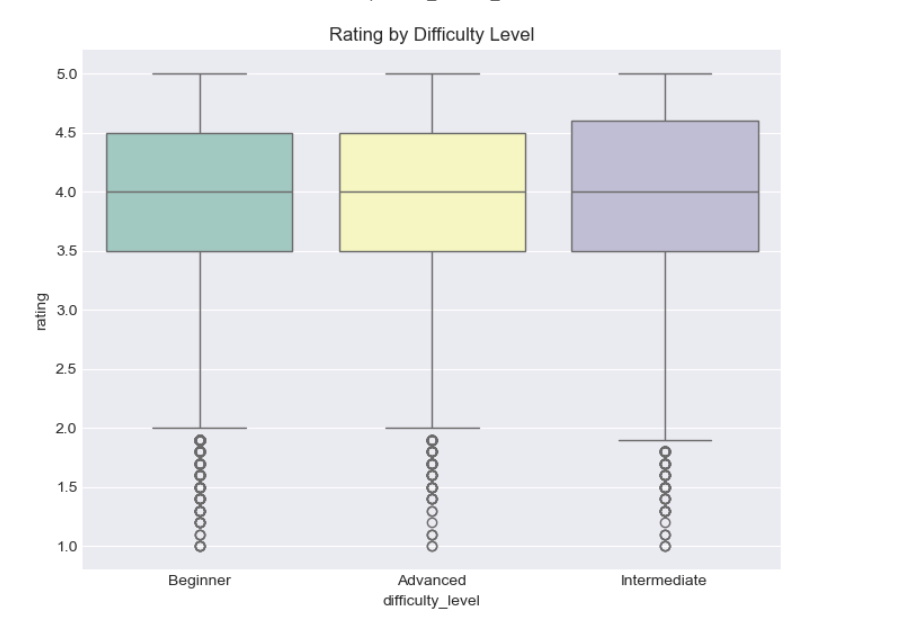 Rating by Difficulty Level
5.0
4.5
4.0
3.5
3.0
2.5
2.0
1.5
1.0
rating
Beginner Advanced Intermediate
difficulty_level